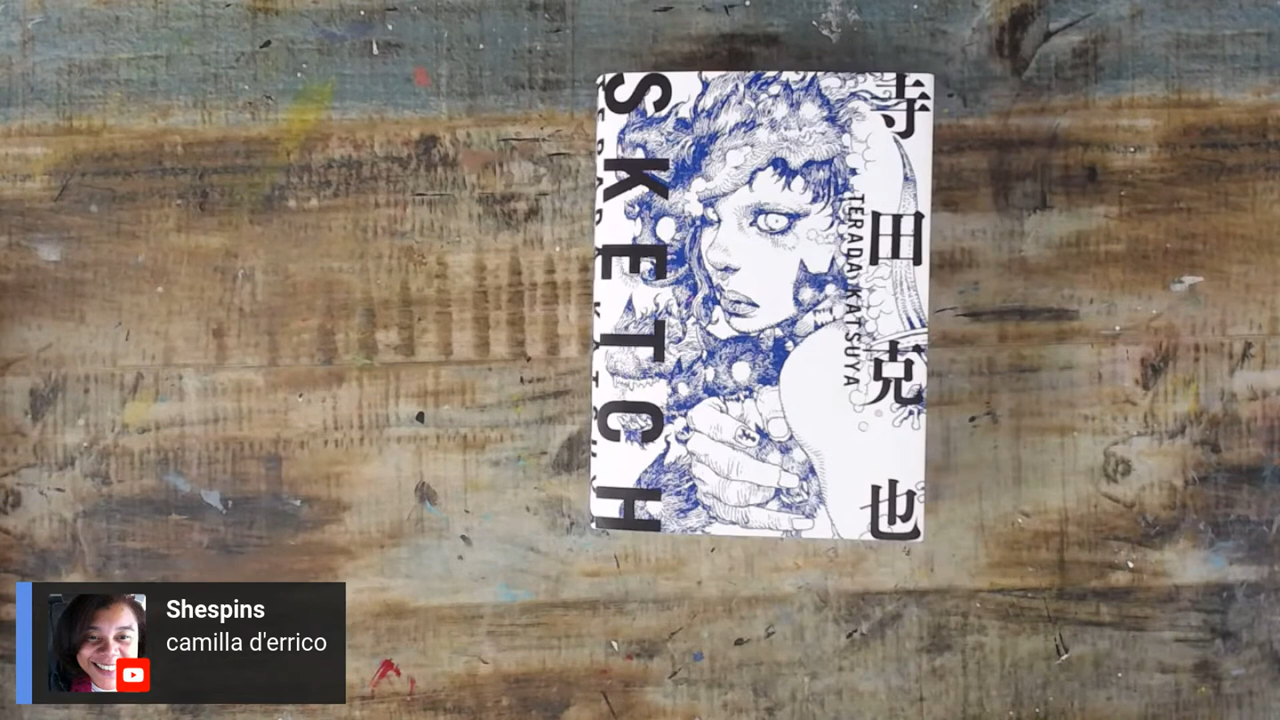 SKETCH
寺田克也
TERADA KATSUYA
Shespins
camilla d'errico